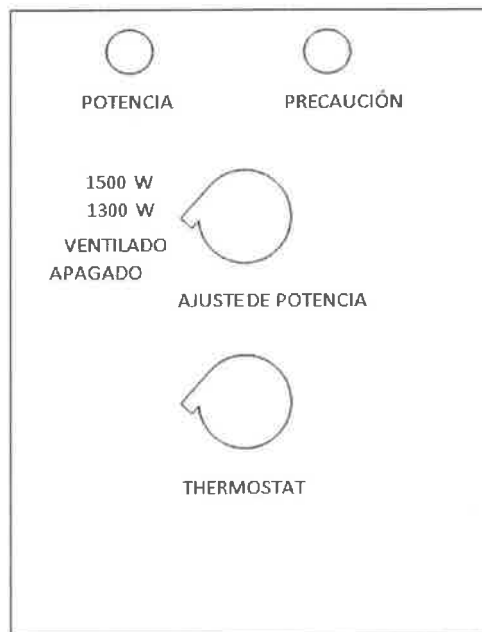 POTENCIA PRECAUCIÓN
1500 W
1300 W
VENTILADO
APAGADO
AJUSTE DE POTENCIA
THERMOSTAT